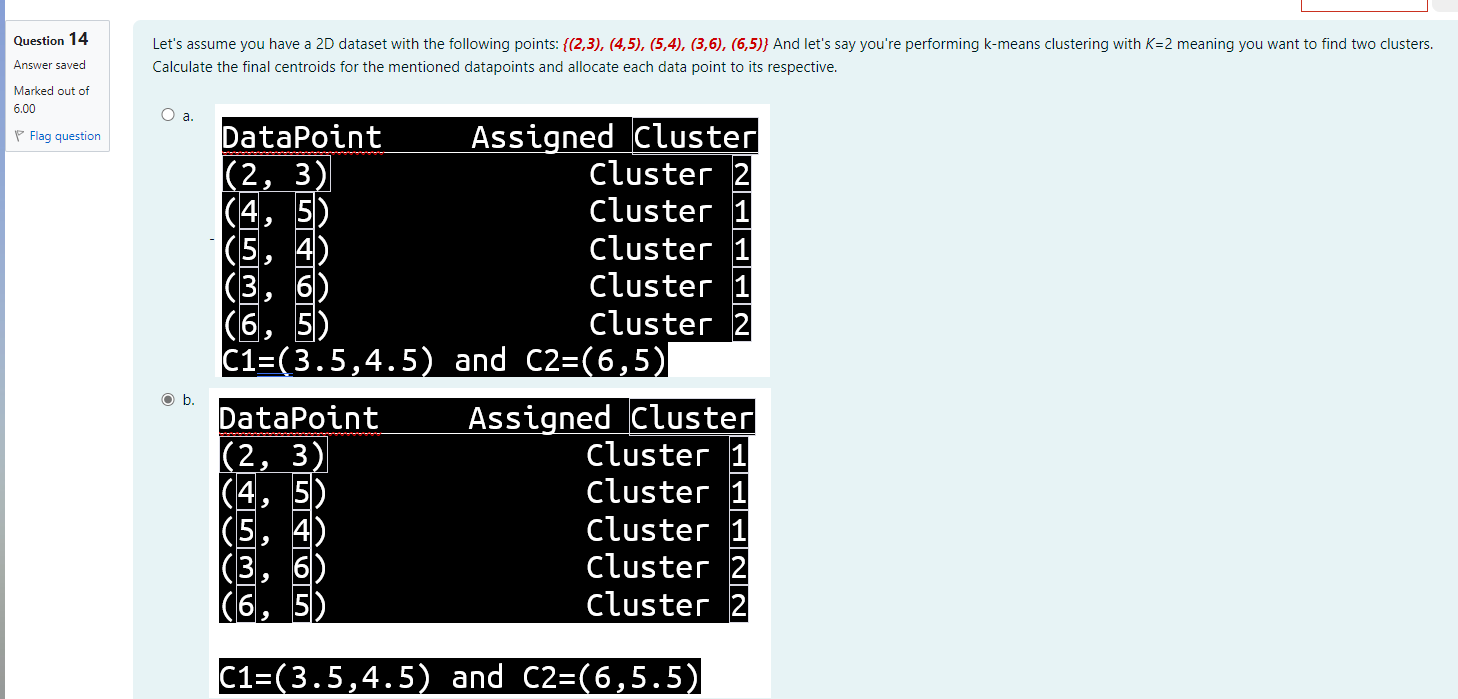 Question 14
Answer saved
Marked out of
6.00
Flag question
Let's assume you have a 2D dataset with the following points: {(2,3), (4,5), (5,4), (3,6), (6,5)} And let's say you're performing k-means clustering with K=2 meaning you want to find two clusters.
Calculate the final centroids for the mentioned datapoints and allocate each data point to its respective.
a.
DataPoint Assigned Cluster
(2, 3) Cluster 2
(4, 5) Cluster 1
(5, 4) Cluster 1
(3, 6) Cluster 1
(6, 5) Cluster 2
C1=(3.5,4.5) and C2=(6,5)
b.
DataPoint Assigned Cluster
(2, 3) Cluster 1
(4, 5) Cluster 1
(5, 4) Cluster 1
(3, 6) Cluster 2
(6, 5) Cluster 2
C1=(3.5,4.5) and C2=(6,5.5)